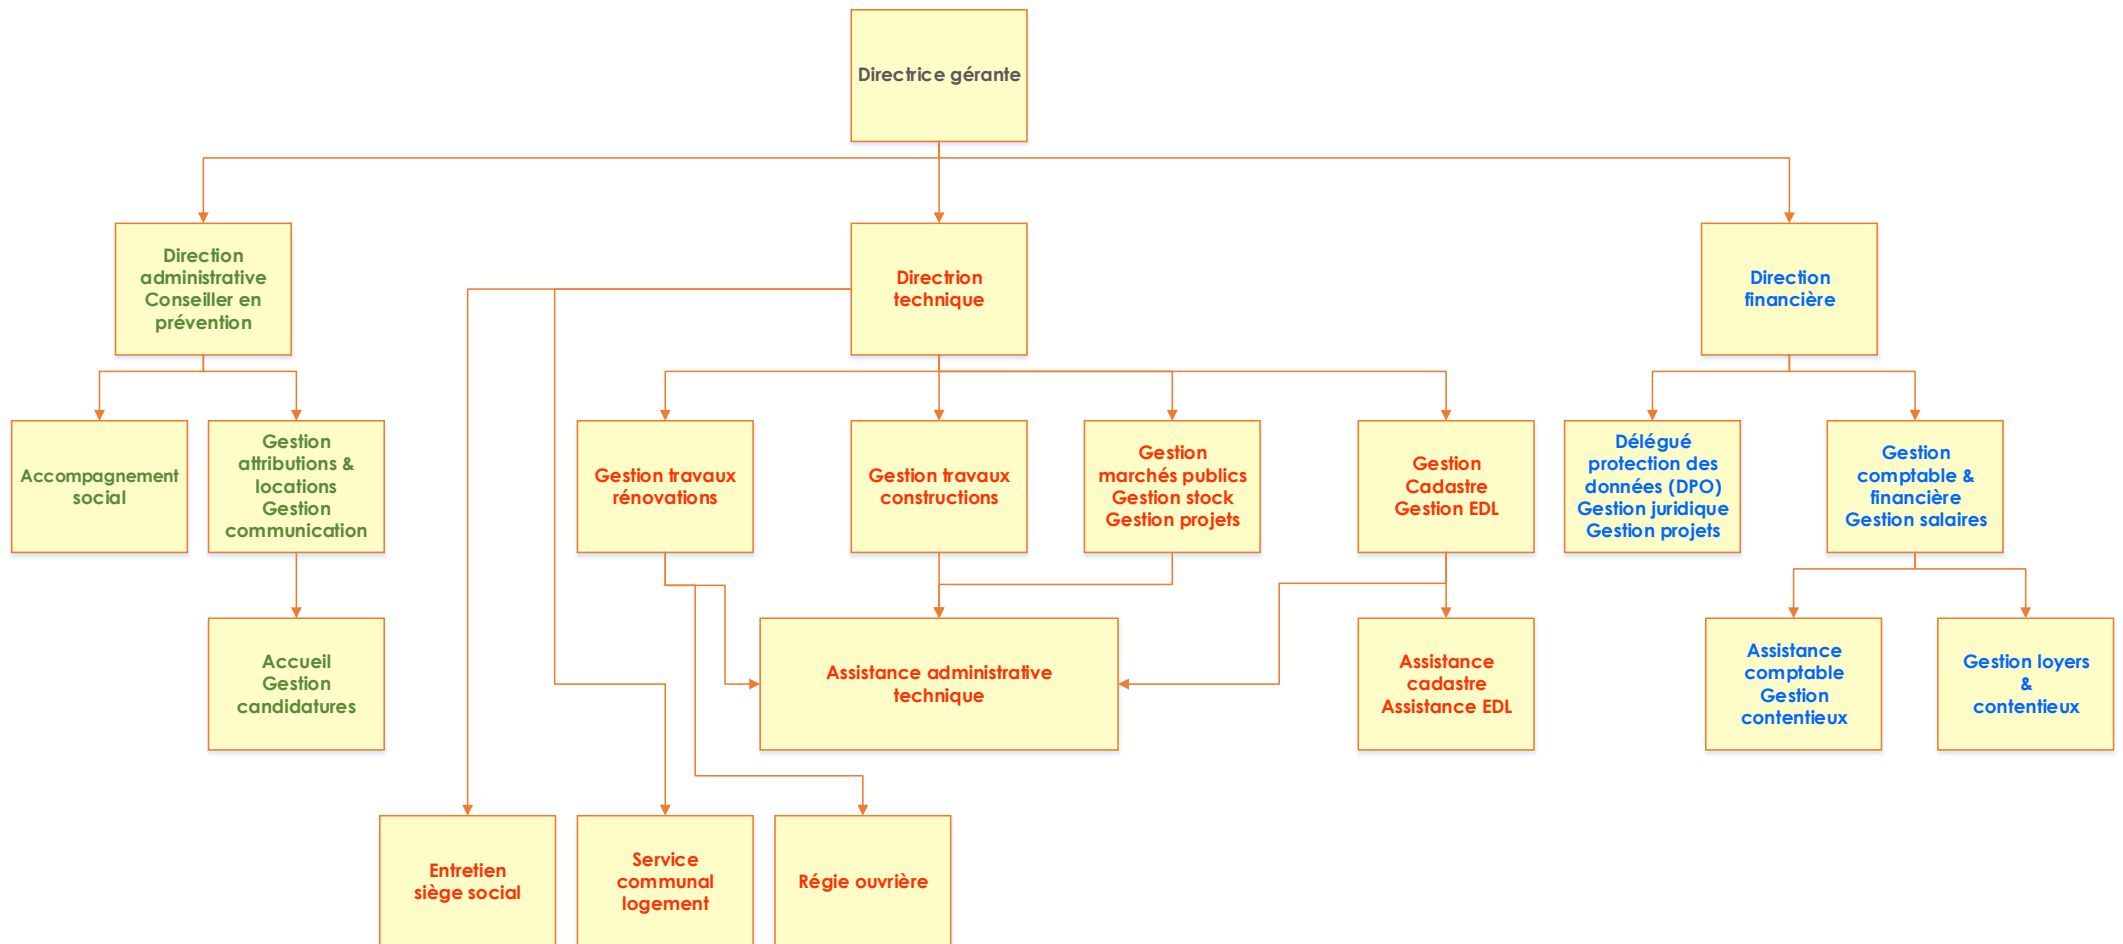 Directrice gérante
Direction
administrative
Conseiller en
prévention
Directrion
technique
Direction
financière
Accompagnement
social
Gestion
attributions &
locations
Gestion
communication
Gestion travaux
rénovations
Gestion travaux
constructions
Gestion
marchés publics
Gestion stock
Gestion projets
Gestion
Cadastre
Gestion EDL
Délégué
protection des
données (DPO)
Gestion juridique
Gestion projets
Gestion
comptable &
financière
Gestion salaires
Accueil
Gestion
candidatures
Assistance administrative
technique
Assistance
cadastre
Assistance EDL
Assistance
comptable
Gestion
contentieux
Gestion loyers
&
contentieux
Entretien
siège social
Service
communal
logement
Régie ouvrière